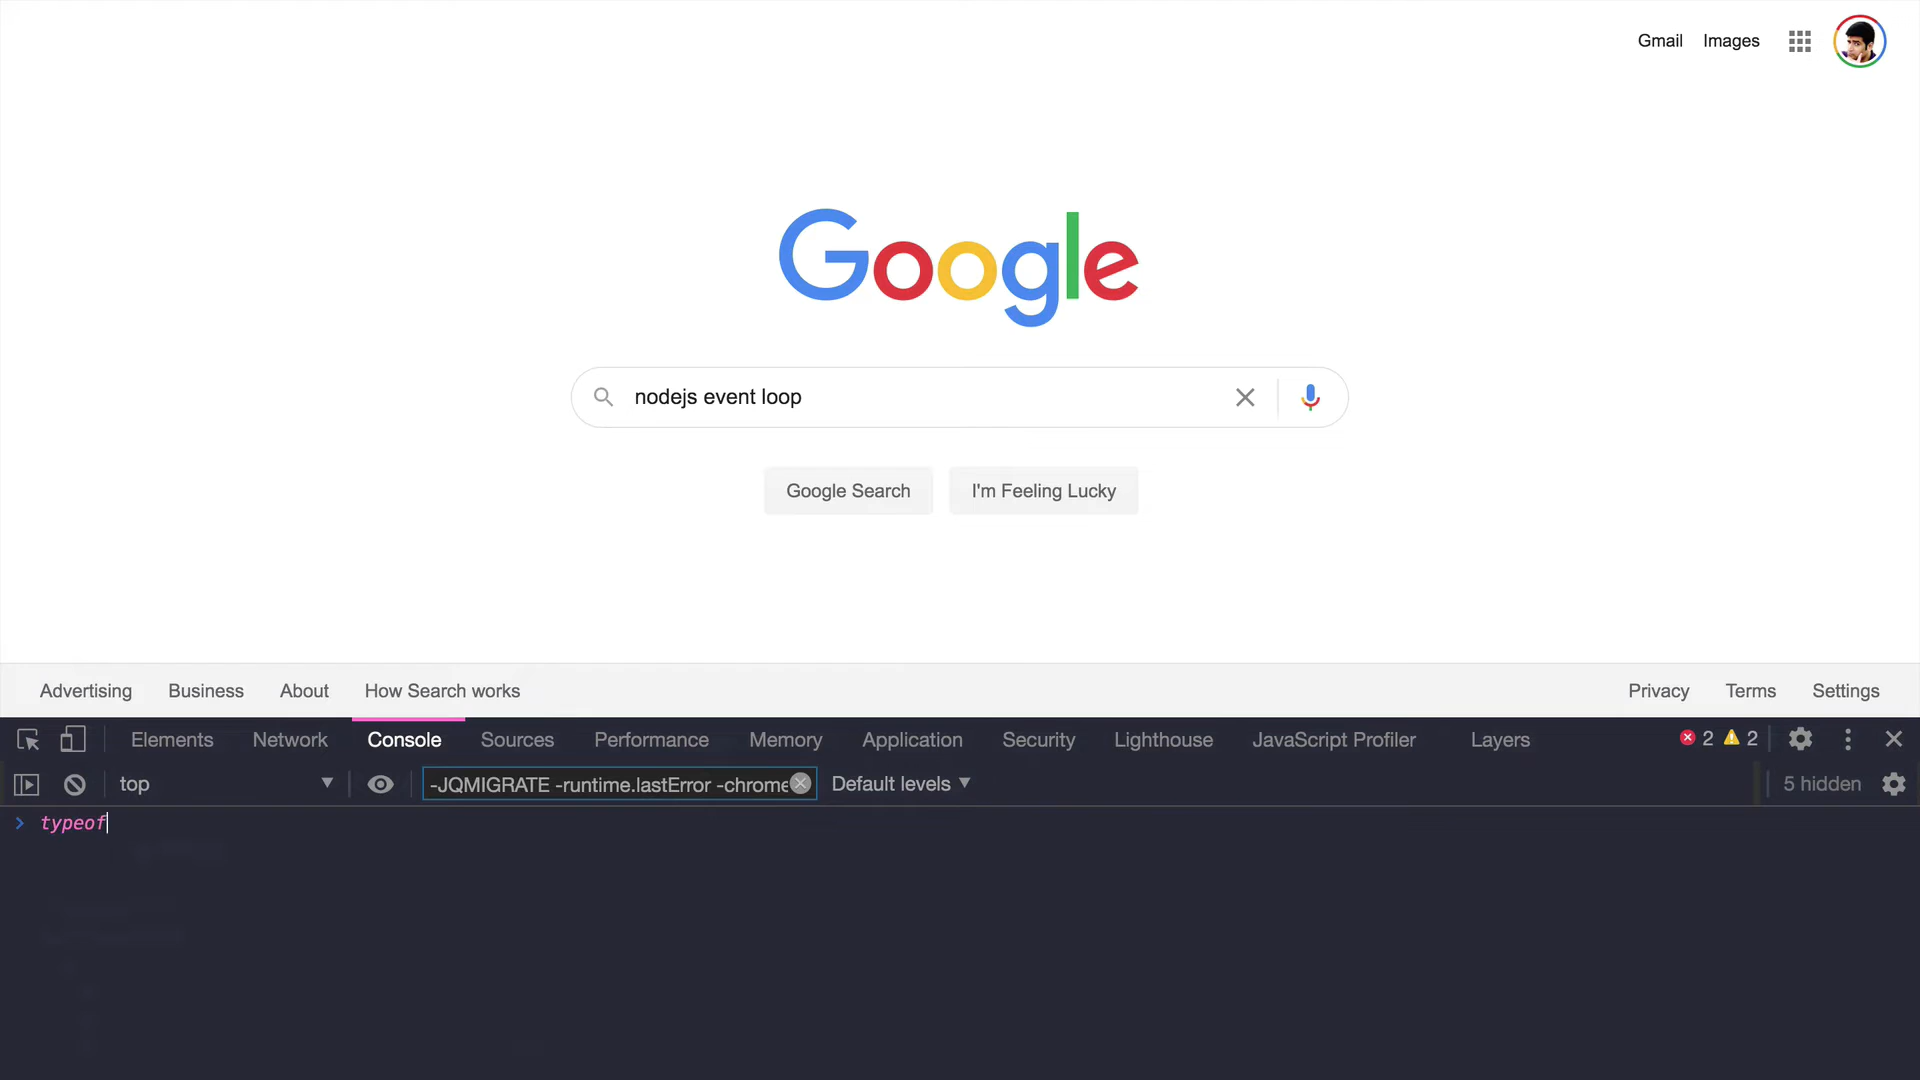 Gmail Images
Google
nodejs event loop
Google Search I'm Feeling Lucky
Advertising Business About How Search works Privacy Terms Settings
Elements Network Console Sources Performance Memory Application Security Lighthouse JavaScript Profiler Layers 2 2
top -JQMIGRATE -runtime.lastError -chrome Default levels 5 hidden
typeof